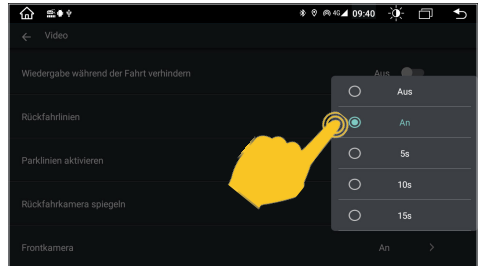 4G 09:40
Video
Wiedergabe während der Fahrt verhindern
Aus
Aus
Rückfahrlinien
An
Parklinien aktivieren
5s
10s
Rückfahrkamera spiegeln
15s
Frontkamera
An